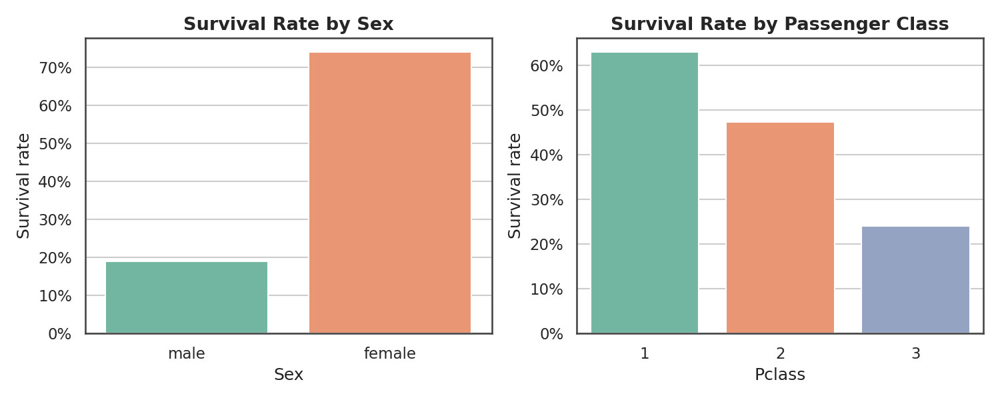 Survival Rate by Sex
Survival rate
70%
60%
50%
40%
30%
20%
10%
0%
male female
Sex
Survival Rate by Passenger Class
Survival rate
60%
50%
40%
30%
20%
10%
0%
1 2 3
Pclass